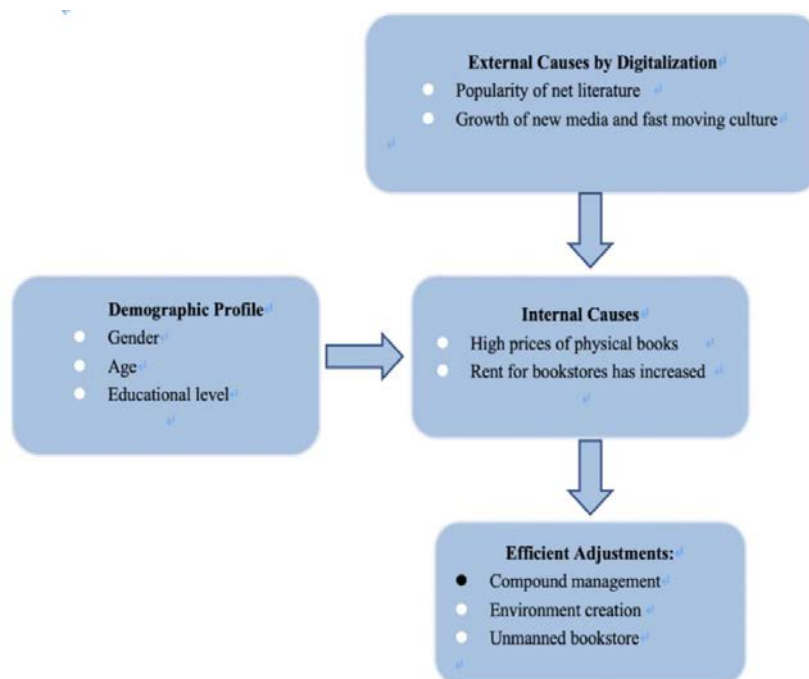 External Causes by Digitalization
Popularity of net literature
Growth of new media and fast moving culture
Demographic Profile
Gender
Age
Educational level
Internal Causes
High prices of physical books
Rent for bookstores has increased
Efficient Adjustments:
Compound management
Environment creation
Unmanned bookstore